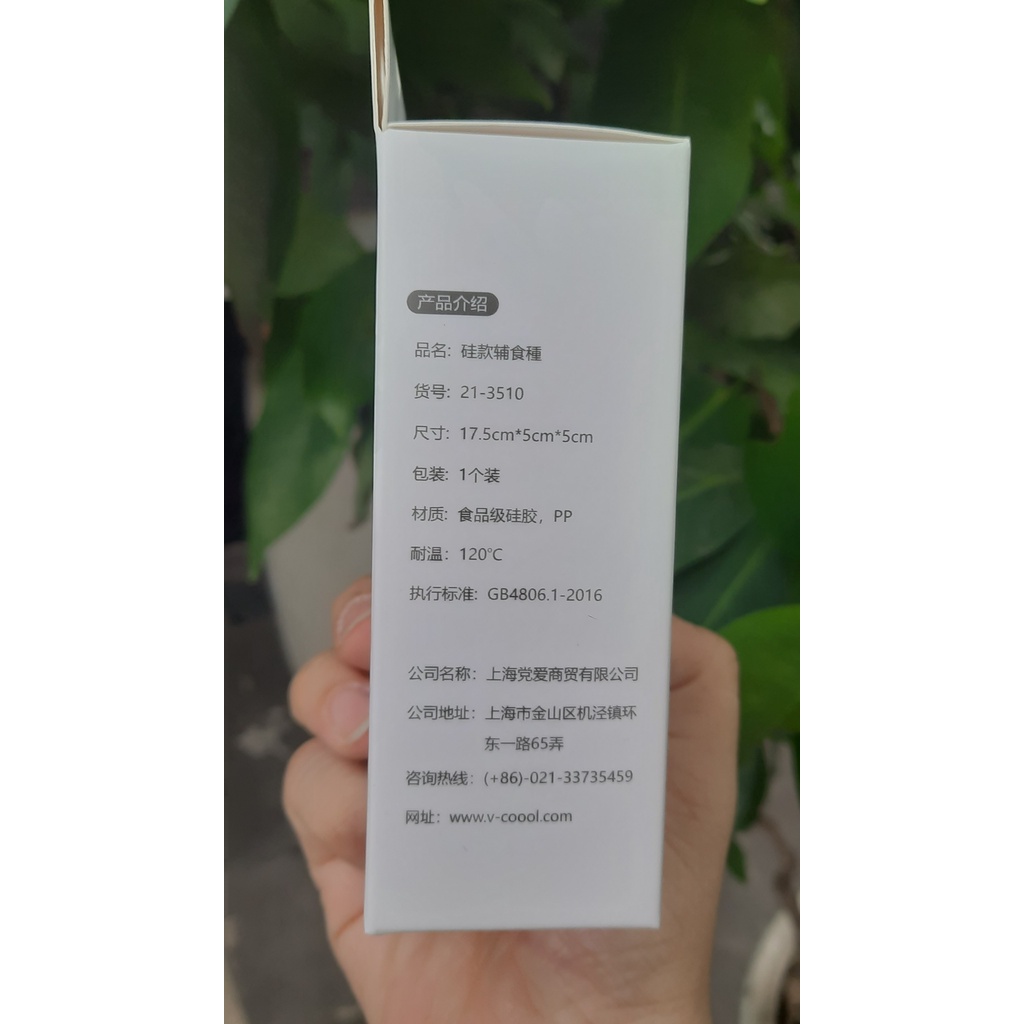 产品介绍
品名: 硅款辅食種
货号: 21-3510
尺寸: 17.5cm*5cm*5cm
包装: 1个装
材质: 食品级硅胶，PP
耐温: 120℃
执行标准: GB4806.1-2016
公司名称: 上海党爱商贸有限公司
公司地址: 上海市金山区机泾镇环
东一路65弄
咨询热线: (+86)-021-33735459
网址: www.v-coool.com